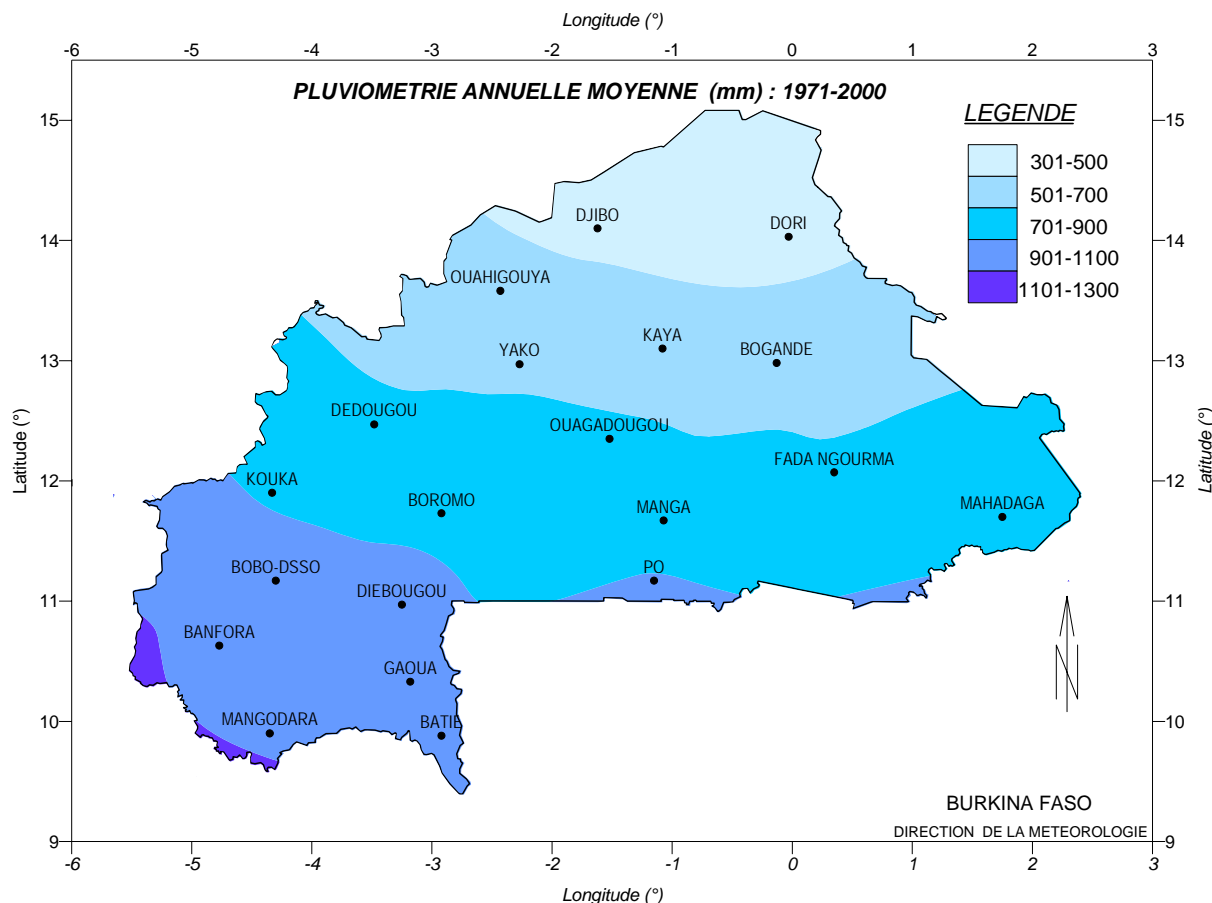 Longitude (°)
-6 -5 -4 -3 -2 -1 0 1 2 3
PLUVIOMETRIE ANNUELLE MOYENNE (mm) : 1971-2000
LEGENDE
301-500
501-700
701-900
901-1100
1101-1300
15 15
14 14
13 13
12 12
11 11
10 10
9 9
Latitude (°)
Latitude (°)
DJIBO
DORI
OUAHIGOUYA
KAYA
YAKO
BOGANDE
DEDOUGOU
OUAGADOUGOU
FADA NGOURMA
KOUKA
BOROMO
MANGA
MAHADAGA
BOBO-DSSO
PO
DIEBOUGOU
BANFORA
GAOUA
MANGODARA
BATIE
N
BURKINA FASO
DIRECTION DE LA METEOROLOGIE
-6 -5 -4 -3 -2 -1 0 1 2 3
Longitude (°)